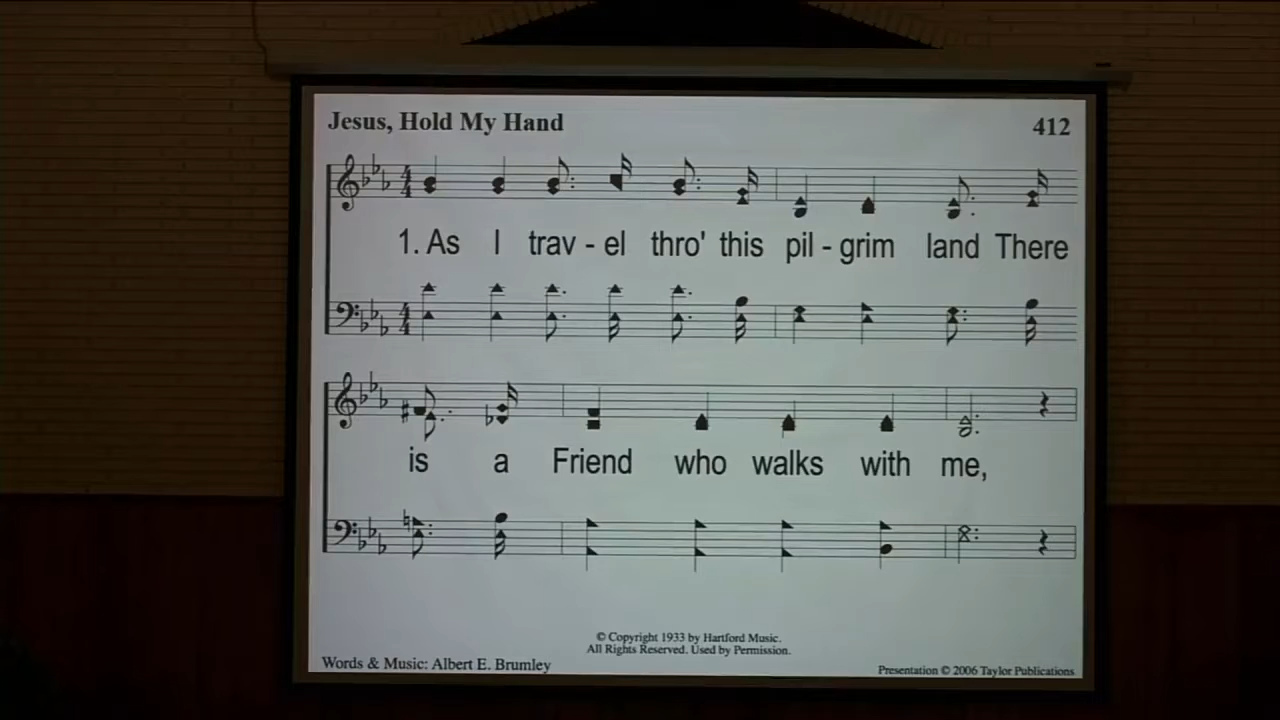 Jesus, Hold My Hand 412
1. As I trav - el thro' this pil - grim land There
is a Friend who walks with me,
© Copyright 1933 by Hartford Music.
All Rights Reserved. Used by Permission.
Words & Music: Albert E. Brumley
Presentation © 2006 Taylor Publications